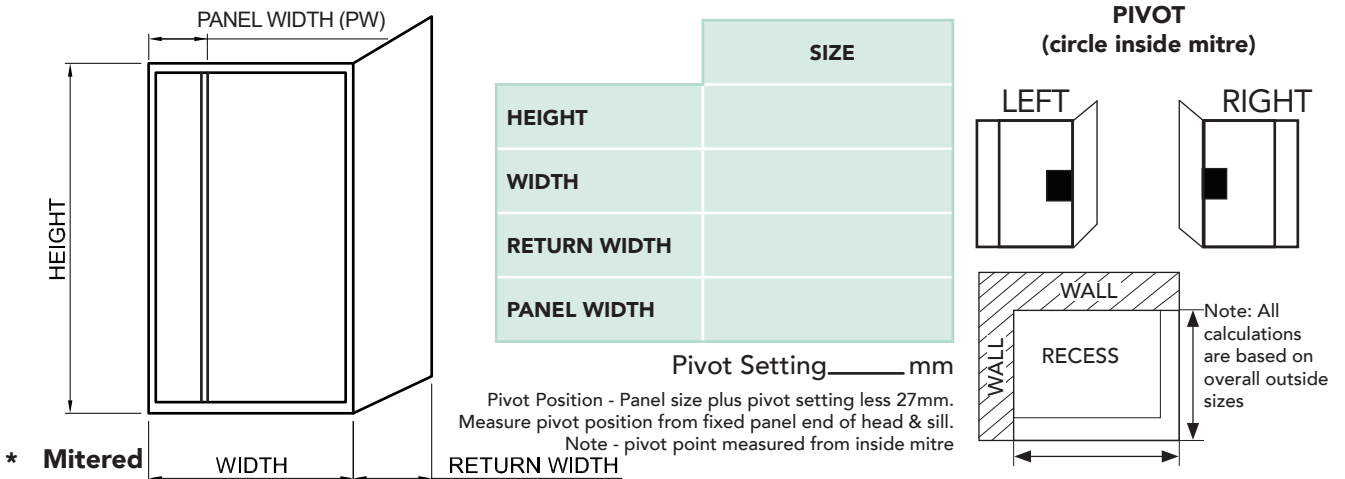 PANEL WIDTH (PW)
HEIGHT
* Mitered
WIDTH
RETURN WIDTH
SIZE
HEIGHT
WIDTH
RETURN WIDTH
PANEL WIDTH
Pivot Setting______mm
Pivot Position - Panel size plus pivot setting less 27mm.
Measure pivot position from fixed panel end of head & sill.
Note - pivot point measured from inside mitre
PIVOT
(circle inside mitre)
LEFT
RIGHT
WALL
WALL
RECESS
Note: All
calculations
are based on
overall outside
sizes